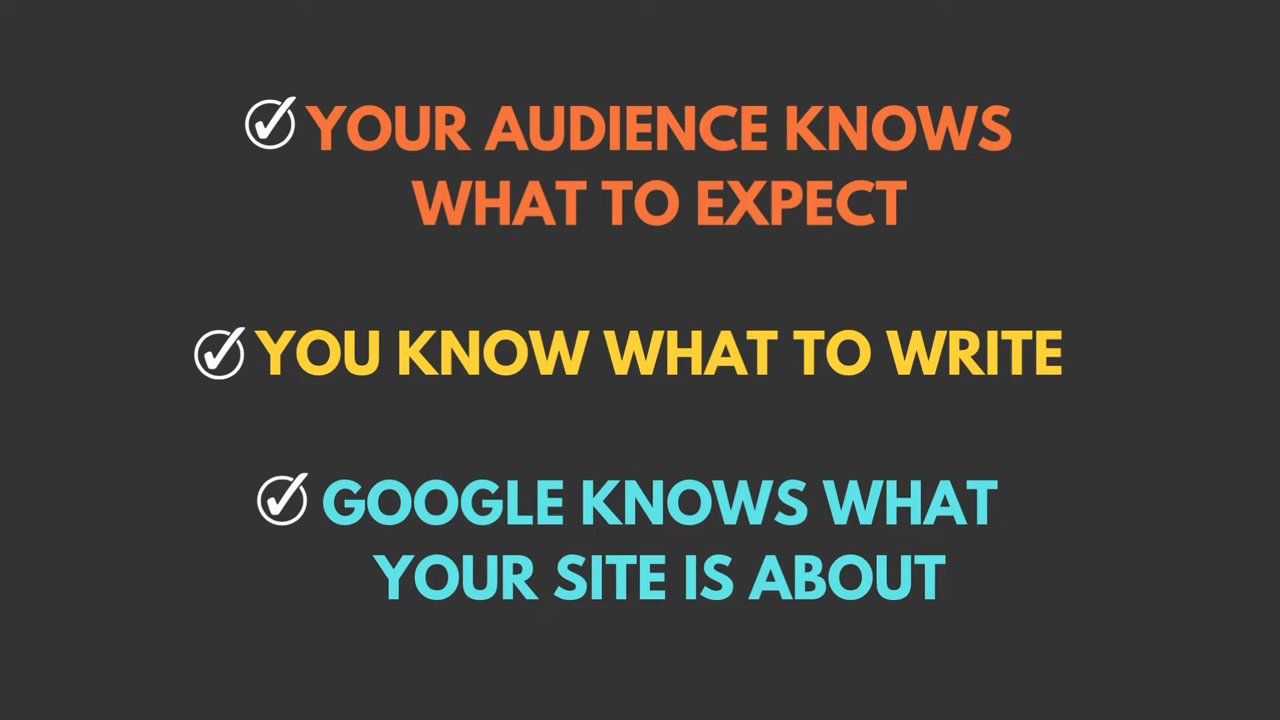 YOUR AUDIENCE KNOWS
WHAT TO EXPECT
YOU KNOW WHAT TO WRITE
GOOGLE KNOWS WHAT
YOUR SITE IS ABOUT